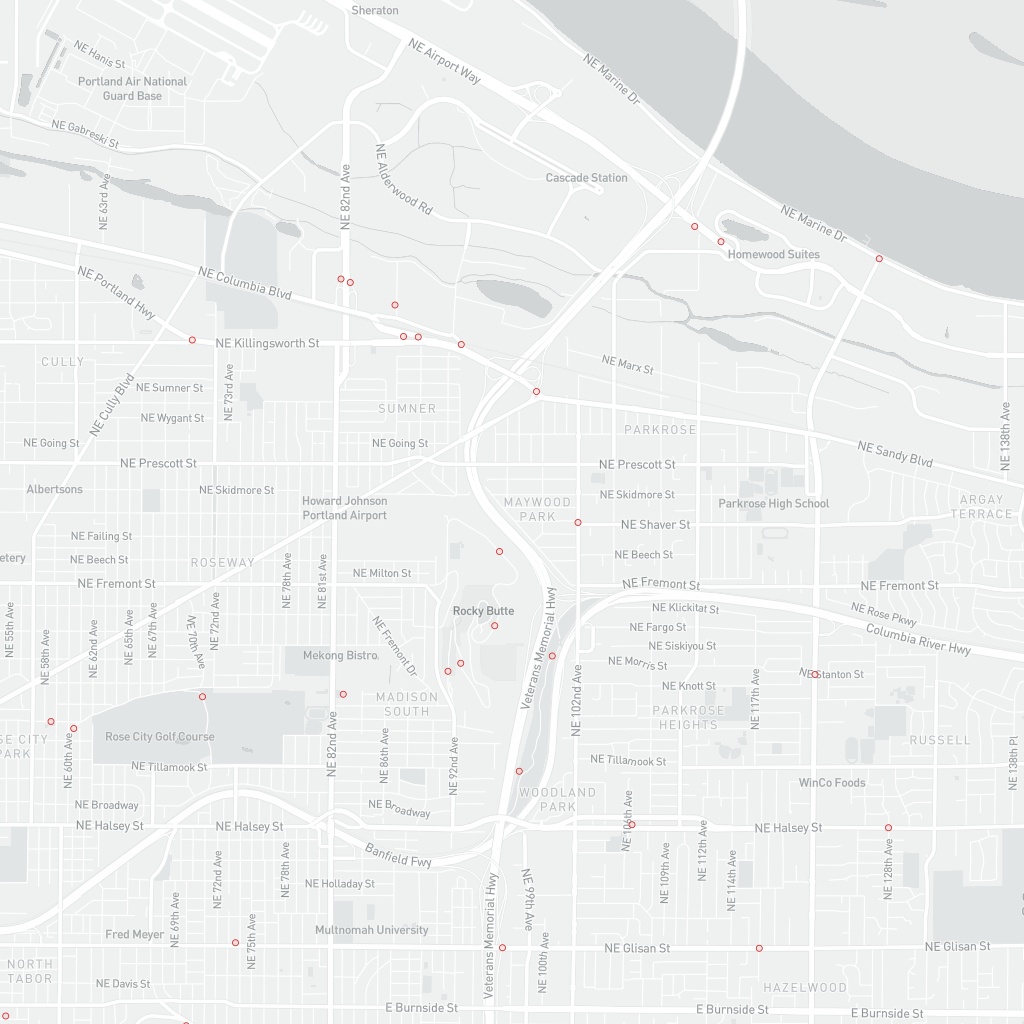 Sheraton
NE Airport Way
NE Marine Dr
NE Hanis St
Portland Air National
Guard Base
NE Gabreski St
NE Alderwood Rd
Cascade Station
NE 63rd Ave
NE 82nd Ave
NE Marine Dr
Homewood Suites
NE Columbia Blvd
NE Portland Hwy
NE Killingsworth St
CULLY
NE Marx St
NE Sumner St
NE 73rd Ave
NE Cully Blvd
SUMNER
NE Wygant St
PARKROSE
NE 138th Ave
NE Going St
NE Going St
NE Sandy Blvd
NE Prescott St
NE Prescott St
Albertsons
NE Skidmore St
NE Skidmore St
Howard Johnson
Portland Airport
MAYWOOD
PARK
Parkrose High School
ARGAY
TERRACE
NE Shaver St
NE Failing St
etery
NE Beech St
ROSEWAY
NE Beech St
NE 78th Ave
NE 81st Ave
NE Milton St
NE Fremont St
NE Fremont St
NE Fremont St
NE 55th Ave
NE 58th Ave
NE 62nd Ave
NE 65th Ave
NE 67th Ave
NE 70th Ave
NE 72nd Ave
Rocky Butte
NE Klickitat St
NE Rose Pkwy
NE Fargo St
Columbia River Hwy
NE Fremont Dr
NE Siskiyou St
Mekong Bistro
Veterans Memorial Hwy
NE Morris St
NE Stanton St
NE Knott St
MADISON
SOUTH
NE 102nd Ave
NE 117th Ave
PARKROSE
HEIGHTS
SE CITY
PARK
NE 60th Ave
Rose City Golf Course
NE 82nd Ave
NE 86th Ave
NE 92nd Ave
RUSSELL
NE 138th Pl
NE Tillamook St
NE Tillamook St
WinCo Foods
WOODLAND
PARK
NE Broadway
NE Broadway
NE Halsey St
NE Halsey St
NE 106th Ave
NE Halsey St
Banfield Fwy
NE 72nd Ave
NE 78th Ave
NE 109th Ave
NE 112th Ave
NE 114th Ave
NE 128th Ave
NE Holladay St
NE 69th Ave
NE 75th Ave
Veterans Memorial Hwy
NE 99th Ave
Fred Meyer
Multnomah University
NE Glisan St
NE Glisan St
NE 100th Ave
NORTH
TABOR
NE Davis St
HAZELWOOD
E Burnside St
E Burnside St
E Burnside St